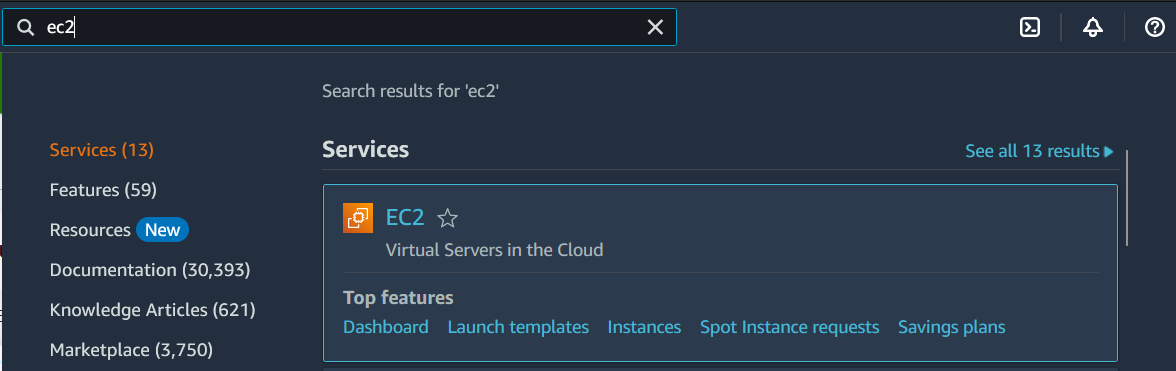 ec2
Search results for 'ec2'
Services (13)
Features (59)
Resources New
Documentation (30,393)
Knowledge Articles (621)
Marketplace (3,750)
Services
See all 13 results
EC2
Virtual Servers in the Cloud
Top features
Dashboard Launch templates Instances Spot Instance requests Savings plans